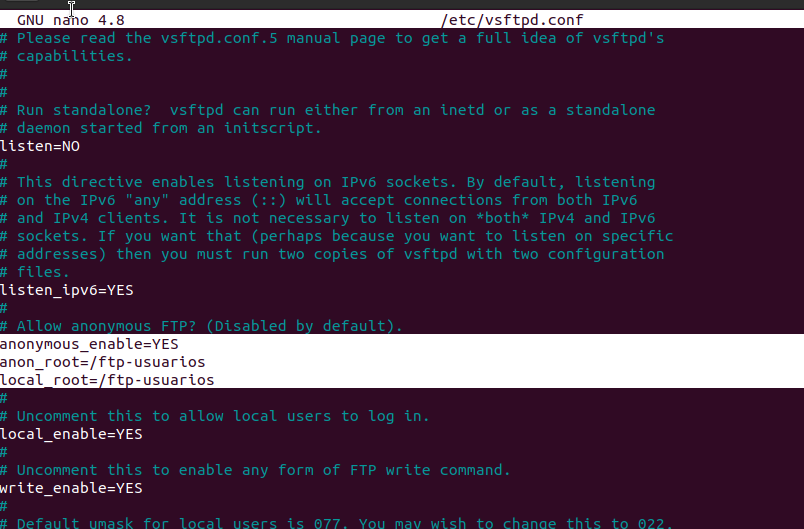 GNU nano 4.8 /etc/vsftpd.conf
# Please read the vsftpd.conf.5 manual page to get a full idea of vsftpd's
# capabilities.
#
#
# Run standalone?  vsftpd can run either from an inetd or as a standalone
# daemon started from an initscript.
listen=NO
#
# This directive enables listening on IPv6 sockets. By default, listening
# on the IPv6 "any" address (::) will accept connections from both IPv6
# and IPv4 clients. It is not necessary to listen on *both* IPv4 and IPv6
# sockets. If you want that (perhaps because you want to listen on specific
# addresses) then you must run two copies of vsftpd with two configuration
# files.
listen_ipv6=YES
#
# Allow anonymous FTP? (Disabled by default).
anonymous_enable=YES
anon_root=/ftp-usuarios
local_root=/ftp-usuarios
#
# Uncomment this to allow local users to log in.
local_enable=YES
#
# Uncomment this to enable any form of FTP write command.
write_enable=YES
#
# Default umask for local users is 077. You may wish to change this to 022,